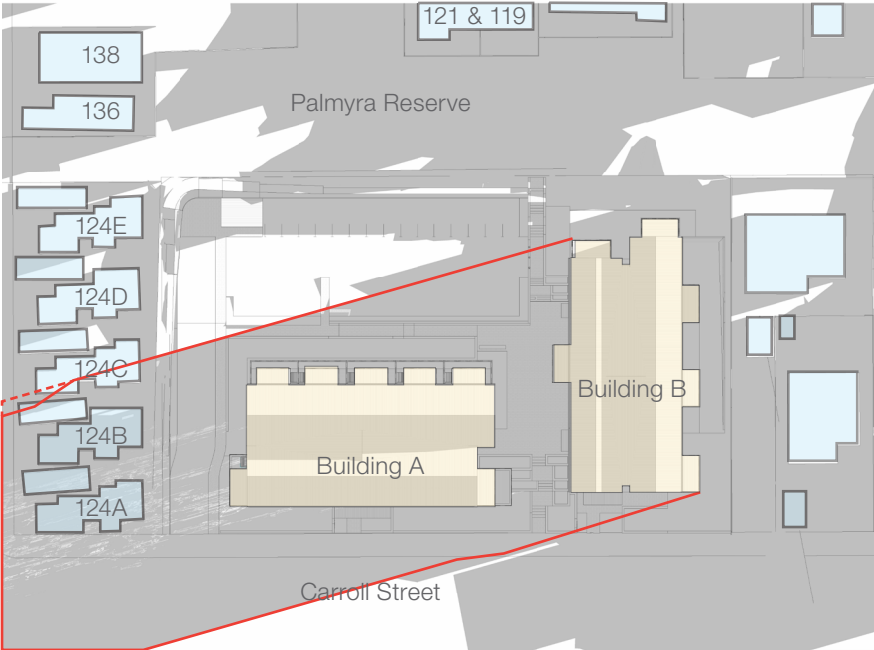 121 & 119
138
136
Palmyra Reserve
124E
124D
124C
Building B
124B
Building A
124A
Carroll Street